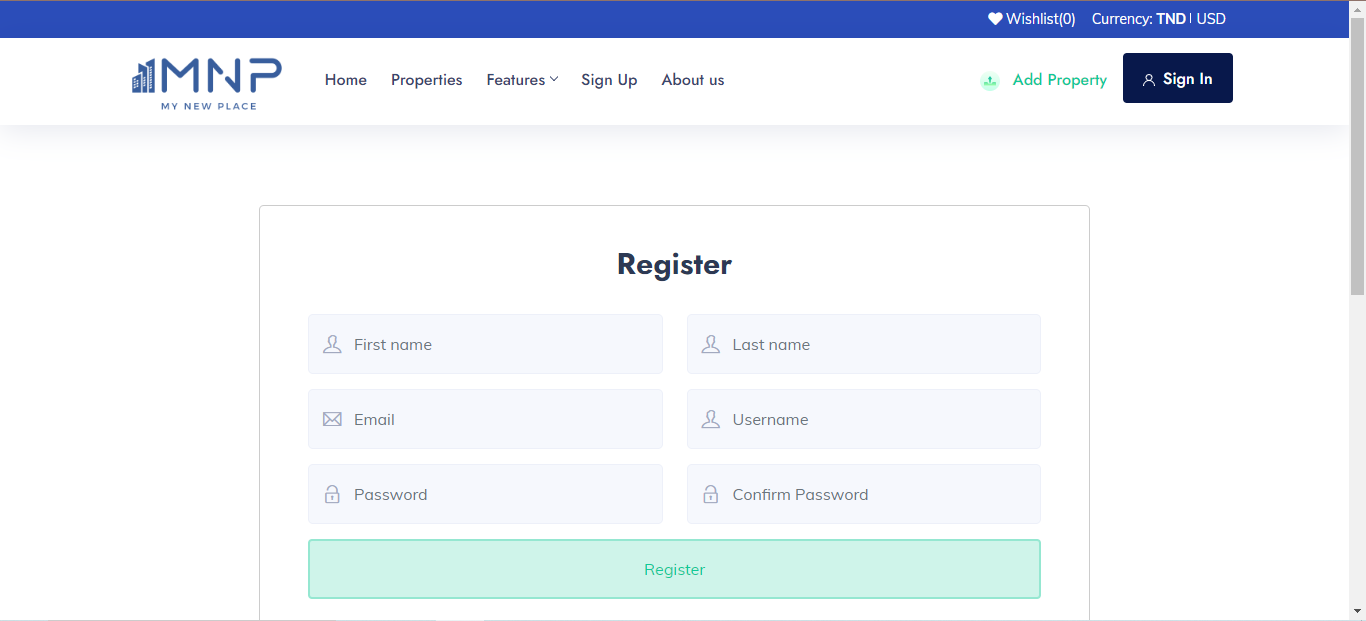 Wishlist(0) Currency: TND | USD
MNP
MY NEW PLACE
Home Properties Features Sign Up About us Add Property Sign In
Register
First name Last name
Email Username
Password Confirm Password
Register